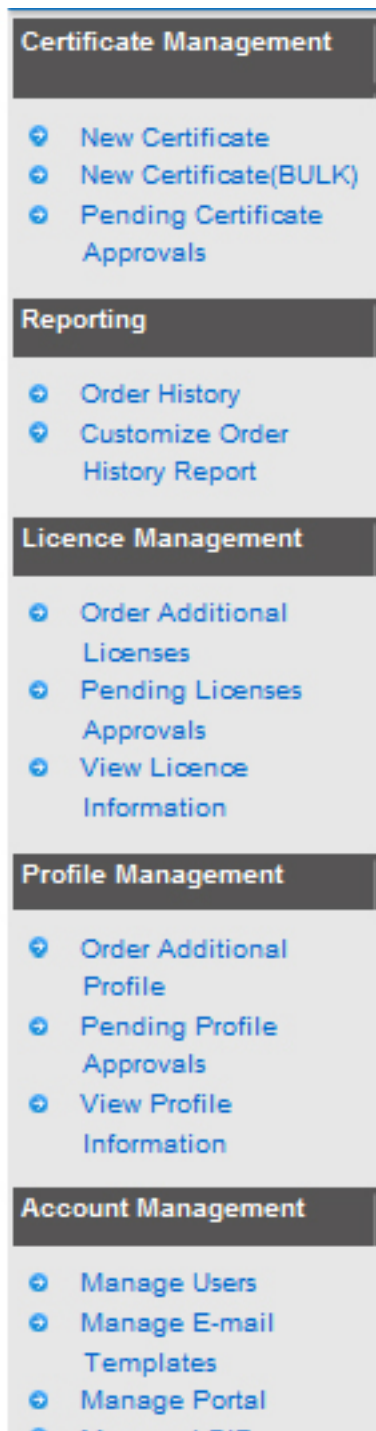 Certificate Management
New Certificate
New Certificate(BULK)
Pending Certificate
Approvals
Reporting
Order History
Customize Order
History Report
Licence Management
Order Additional
Licenses
Pending Licenses
Approvals
View Licence
Information
Profile Management
Order Additional
Profile
Pending Profile
Approvals
View Profile
Information
Account Management
Manage Users
Manage E-mail
Templates
Manage Portal